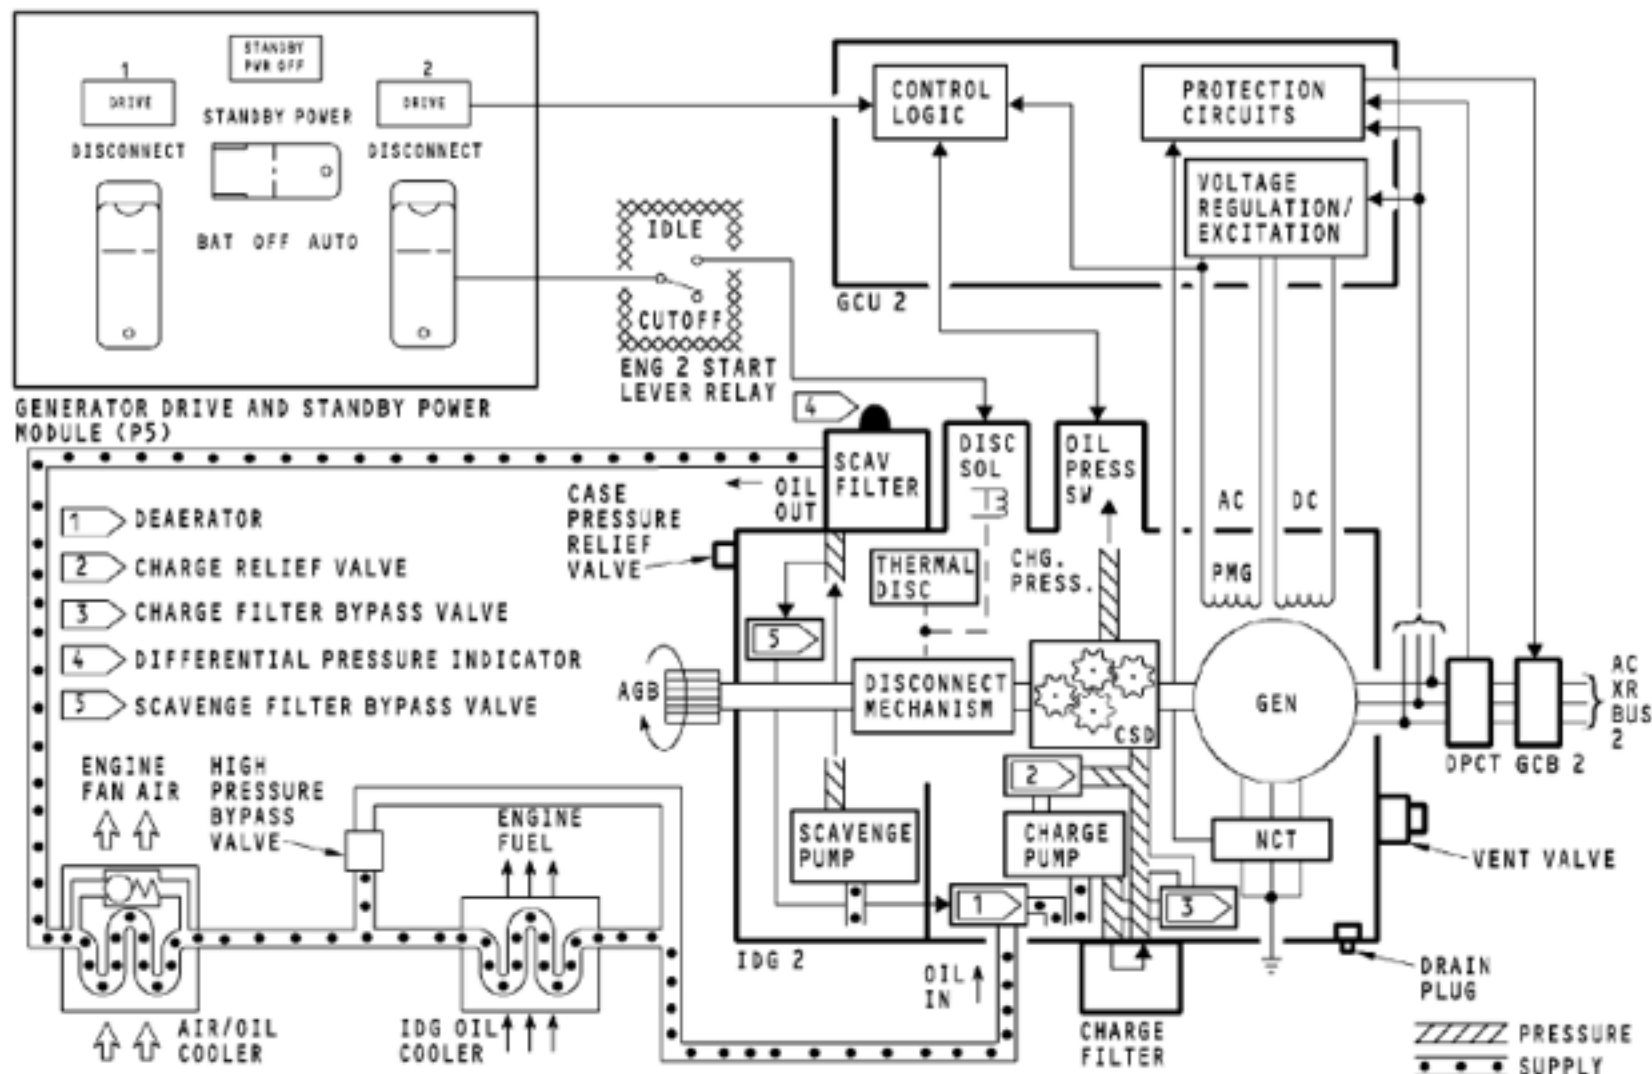 STANDBY
PWR OFF
1
2
DRIVE
DRIVE
STANDBY POWER
DISCONNECT
DISCONNECT
BAT OFF AUTO
GENERATOR DRIVE AND STANDBY POWER
MODULE (P5)
IDLE
CUTOFF
ENG 2 START
LEVER RELAY
CONTROL
LOGIC
PROTECTION
CIRCUITS
VOLTAGE
REGULATION/
EXCITATION
GCU 2
4
SCAV
FILTER
OIL
OUT
DISC
SOL
OIL
PRESS
SW
AC
DC
CASE
PRESSURE
RELIEF
VALVE
1 DEAERATOR
2 CHARGE RELIEF VALVE
3 CHARGE FILTER BYPASS VALVE
4 DIFFERENTIAL PRESSURE INDICATOR
5 SCAVENGE FILTER BYPASS VALVE
THERMAL
DISC
CHG.
PRESS.
PMG
5
AGB
DISCONNECT
MECHANISM
CSD
GEN
AC
XR
BUS
2
DPCT
GCB 2
ENGINE
FAN AIR
HIGH
PRESSURE
BYPASS
VALVE
ENGINE
FUEL
SCAVENGE
PUMP
2
CHARGE
PUMP
NCT
VENT VALVE
1
3
IDG 2
OIL
IN
DRAIN
PLUG
AIR/OIL
COOLER
IDG OIL
COOLER
CHARGE
FILTER
PRESSURE
SUPPLY